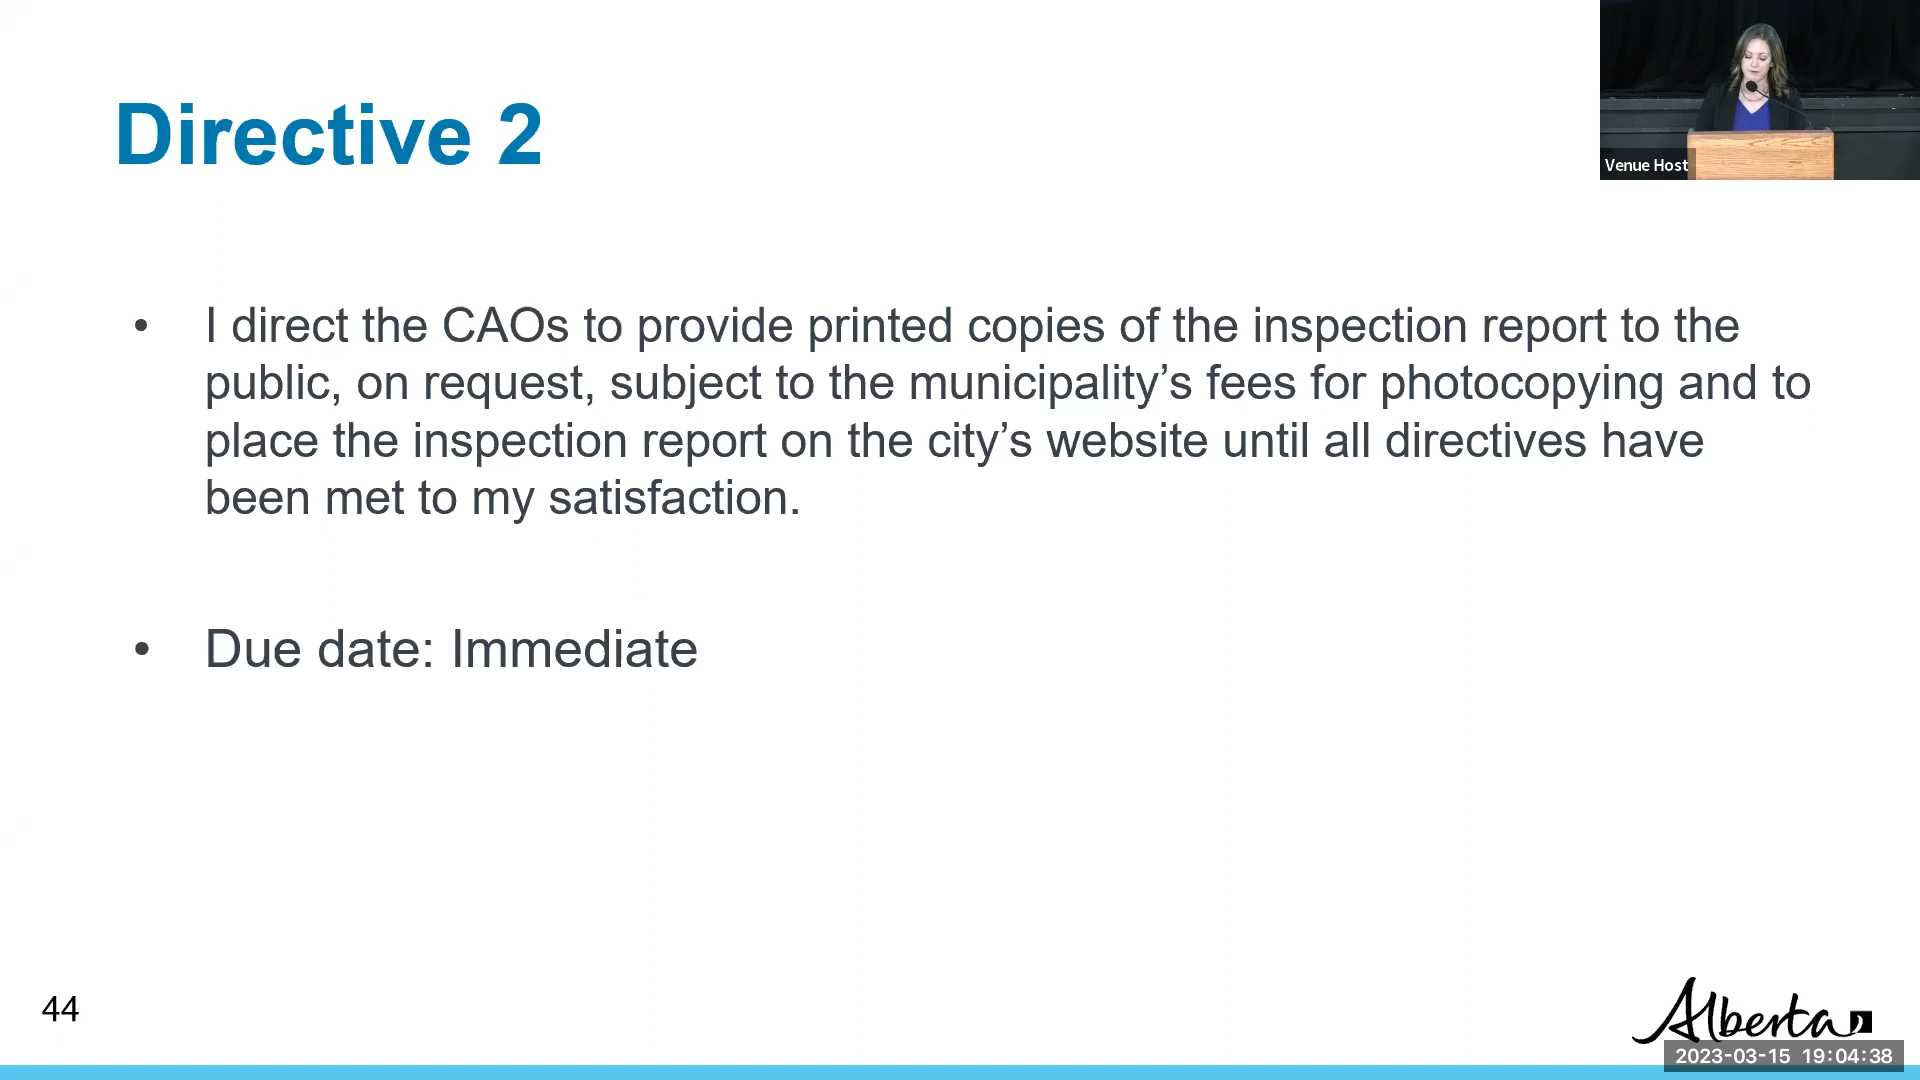 Directive 2
Venue Host
• I direct the CAOs to provide printed copies of the inspection report to the
public, on request, subject to the municipality’s fees for photocopying and to
place the inspection report on the city’s website until all directives have
been met to my satisfaction.
• Due date: Immediate
44
Alberta
2023-03-15 19:04:38